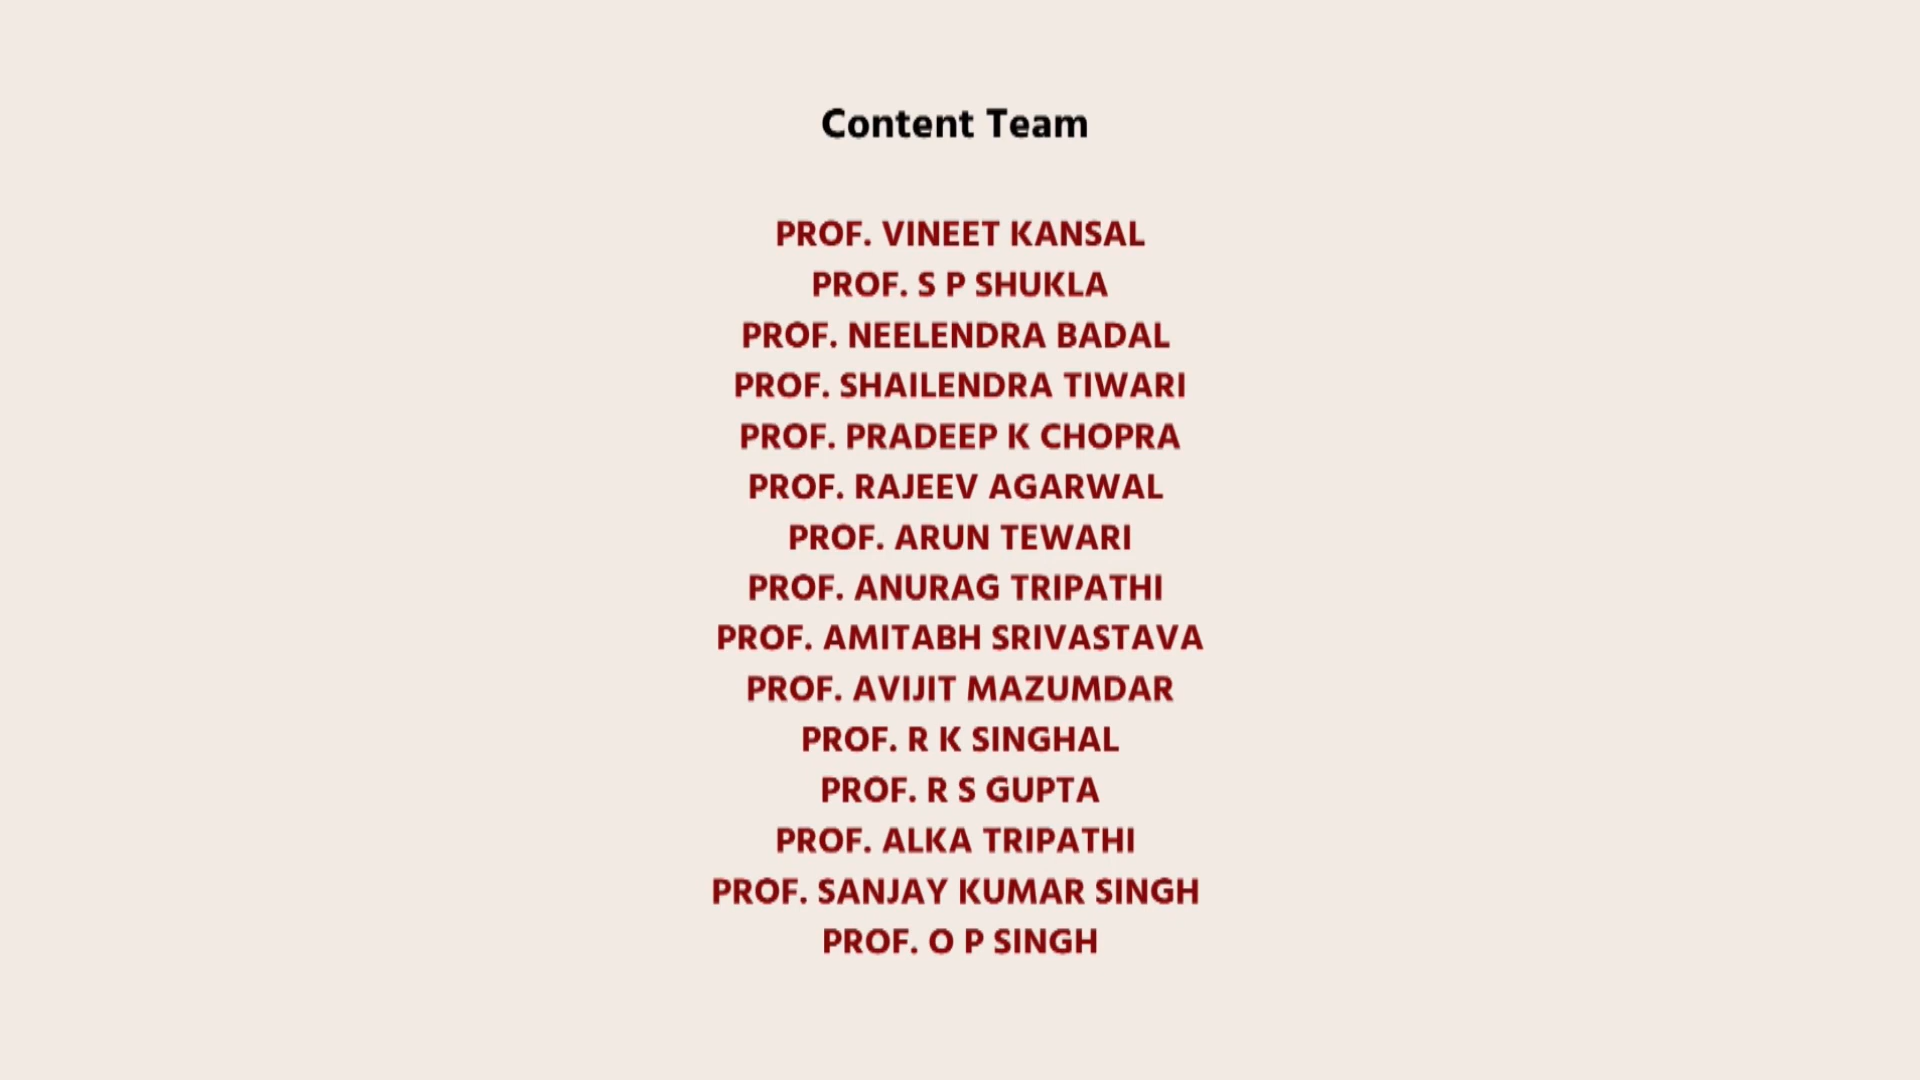 Content Team
PROF. VINEET KANSAL
PROF. S P SHUKLA
PROF. NEELENDRA BADAL
PROF. SHAILENDRA TIWARI
PROF. PRADEEP K CHOPRA
PROF. RAJEEV AGARWAL
PROF. ARUN TEWARI
PROF. ANURAG TRIPATHI
PROF. AMITABH SRIVASTAVA
PROF. AVIJIT MAZUMDAR
PROF. R K SINGHAL
PROF. R S GUPTA
PROF. ALKA TRIPATHI
PROF. SANJAY KUMAR SINGH
PROF. O P SINGH